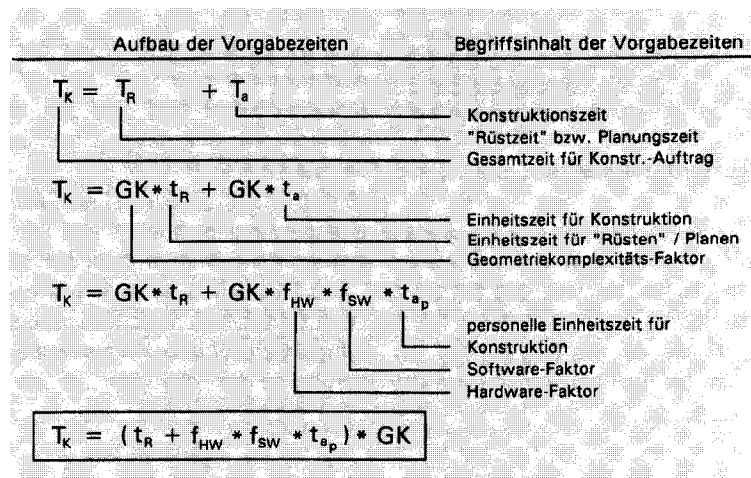 Aufbau der Vorgabezeiten Begriffsinhalt der Vorgabezeiten
T_K = T_R + T_a
Konstruktionszeit
"Rüstzeit" bzw. Planungszeit
Gesamtzeit für Konstr.-Auftrag
T_K = GK* t_R + GK* t_a
Einheitszeit für Konstruktion
Einheitszeit für "Rüsten" / Planen
Geometriekomplexitäts-Faktor
T_K = GK* t_R + GK* f_HW * f_SW * t_a_p
personelle Einheitszeit für
Konstruktion
Software-Faktor
Hardware-Faktor
T_K = ( t_R + f_HW * f_SW * t_a_p ) * GK